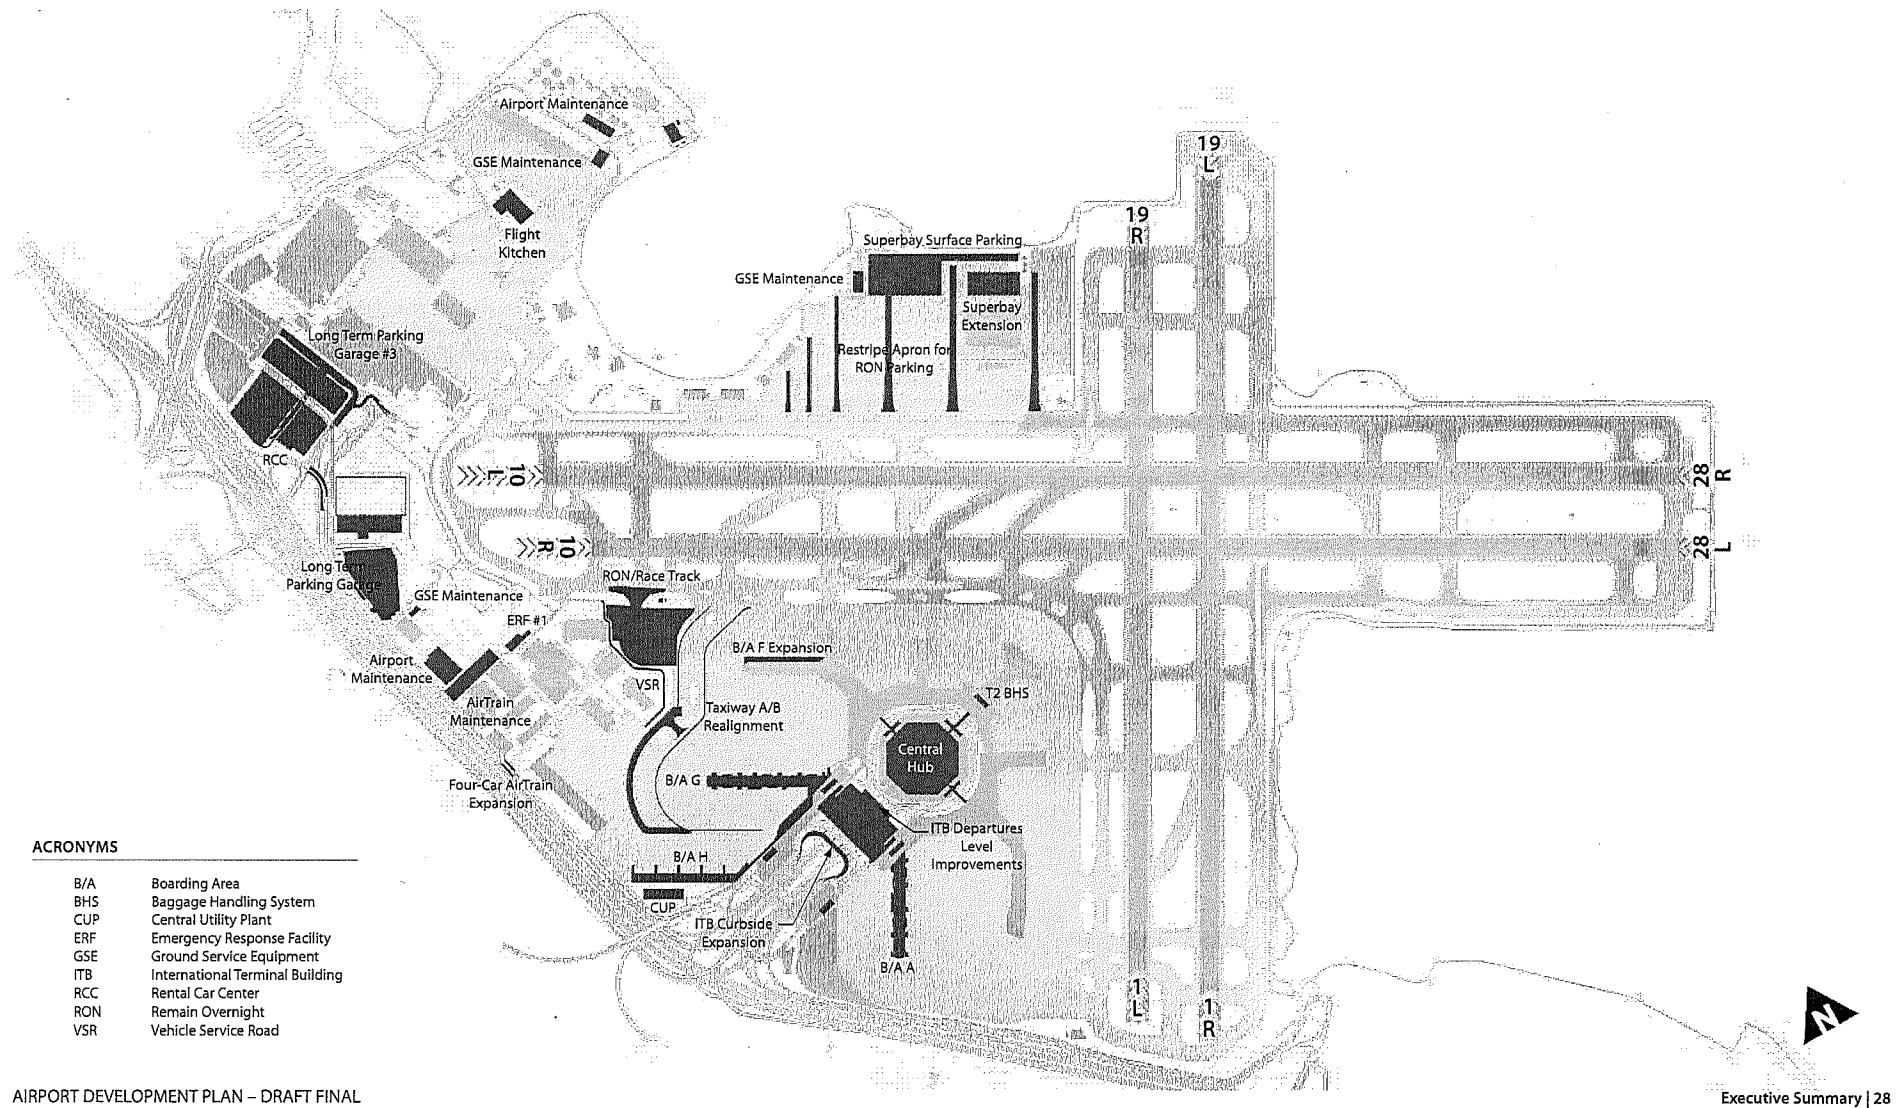 Airport Maintenance
GSE Maintenance
Flight
Kitchen
19
L
19
R
Superbay Surface Parking
GSE Maintenance
Superbay
Extension
Restripe Apron for
RON Parking
Long Term Parking
Garage #3
RCC
10
L
28
R
10
R
28
L
Long Term
Parking Garage
GSE Maintenance
RON/Race Track
ERF #1
B/A F Expansion
Airport
Maintenance
VSR
T2 BHS
AirTrain
Maintenance
Taxiway A/B
Realignment
Central
Hub
B/A G
Four-Car AirTrain
Expansion
ITB Departures
Level
Improvements
B/A H
CUP
ITB Curbside
Expansion
B/A A
1
L
1
R
N
ACRONYMS
B/A Boarding Area
BHS Baggage Handling System
CUP Central Utility Plant
ERF Emergency Response Facility
GSE Ground Service Equipment
ITB International Terminal Building
RCC Rental Car Center
RON Remain Overnight
VSR Vehicle Service Road
AIRPORT DEVELOPMENT PLAN – DRAFT FINAL
Executive Summary | 28